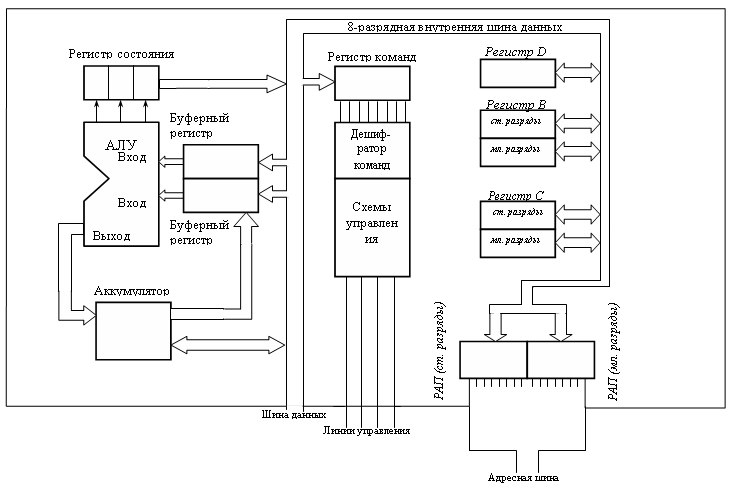 8-разрядная внутренняя шина данных
Регистр состояния
Регистр команд
Регистр D
Буферный
регистр
АЛУ
Вход
Вход
Выход
Буферный
регистр
Дешиф-
ратор
команд
Схемы
управлен
ия
Регистр B
ст. разряды
мл. разряды
Регистр C
ст. разряды
мл. разряды
Аккумулятор
РАП (ст. разряды)
РАП (мл. разряды)
Шина данных
Линии управления
Адресная шина